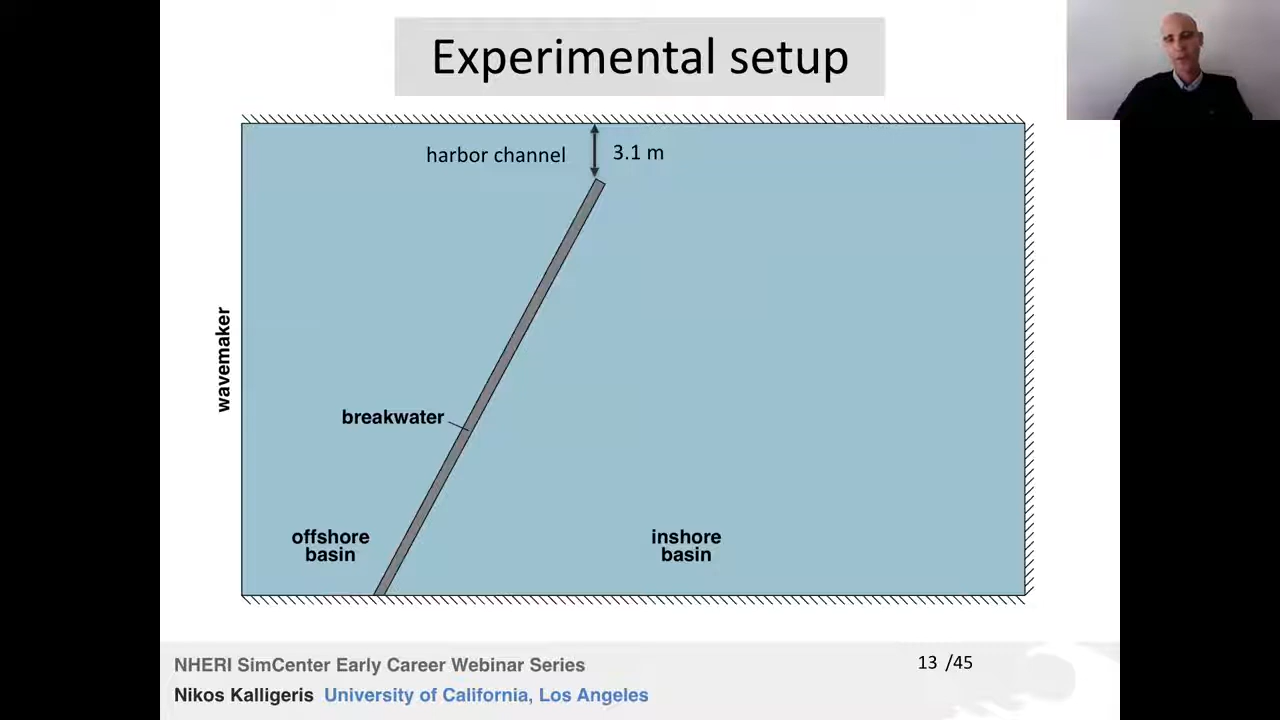 Experimental setup
harbor channel
3.1 m
wavemaker
breakwater
offshore
basin
inshore
basin
NHERI SimCenter Early Career Webinar Series
13 /45
Nikos Kalligeris University of California, Los Angeles